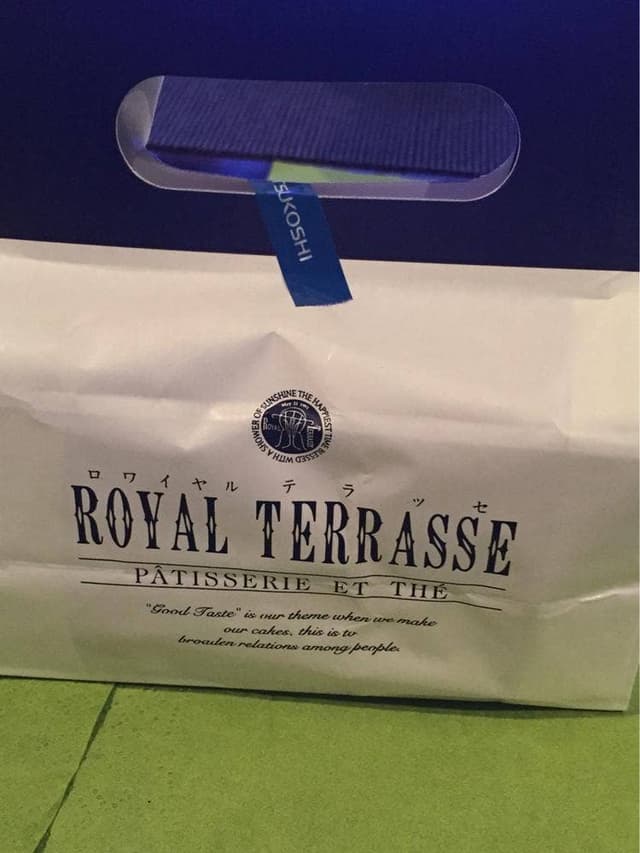 SUKOSHI
WITH A SHOWER OF SUNSHINE THE HAPPIEST TIME BLESSED
ロワイヤル テラッセ
ROYAL TERRASSE
PÂTISSERIE ET THÉ
"Good Taste" is our theme when we make
our cakes. this is to
broaden relations among people.